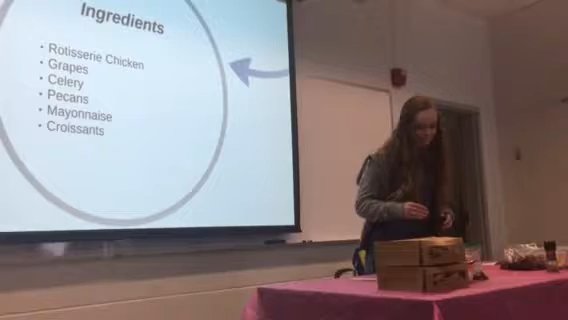 Ingredients
• Rotisserie Chicken
• Grapes
• Celery
• Pecans
• Mayonnaise
• Croissants